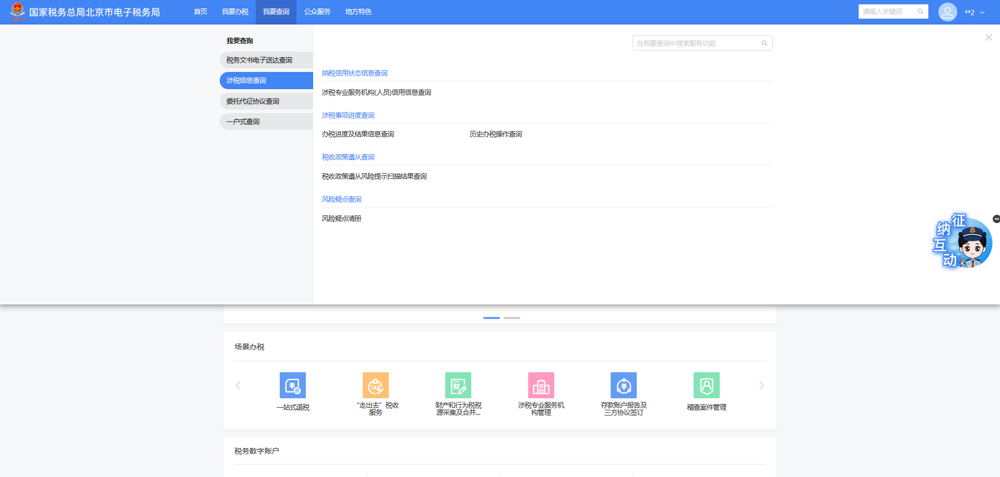 国家税务总局北京市电子税务局
首页 我要办税 我要查询 公众服务 地方特色
请输入关键词
**2
我要查询
税务文书电子送达查询
涉税信息查询
委托代征协议查询
一户式查询
在我要查询中搜索服务功能
纳税信用状态信息查询
涉税专业服务机构(人员)信用信息查询
涉税事项进度查询
办税进度及结果信息查询 历史办税操作查询
税收政策遵从查询
税收政策遵从风险提示扫描结果查询
风险疑点查询
风险疑点清册
征
纳
互
动
场景办税
¥
退
TAX
财
¥
一站式退税
“走出去”税收
服务
财产和行为税税
源采集及合并...
涉税专业服务机
构管理
存款账户报告及
三方协议签订
稽查案件管理
税务数字账户